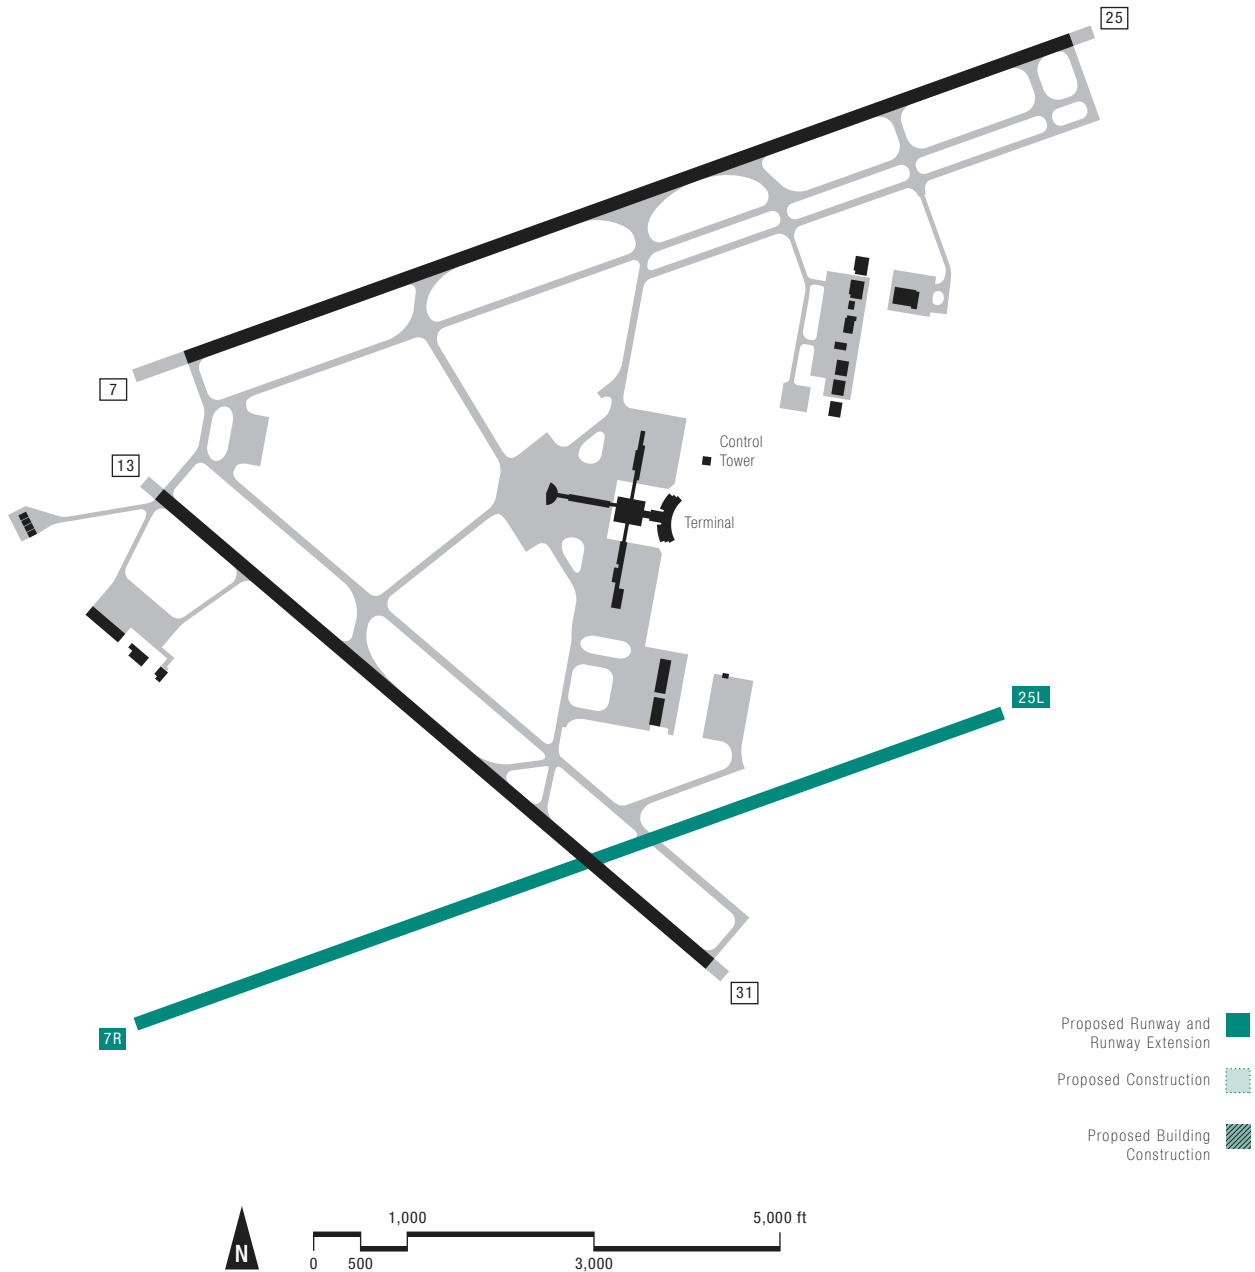 25
7
13
Control
Tower
Terminal
25L
31
7R
Proposed Runway and
Runway Extension
Proposed Construction
Proposed Building
Construction
N
1,000
5,000 ft
0
500
3,000